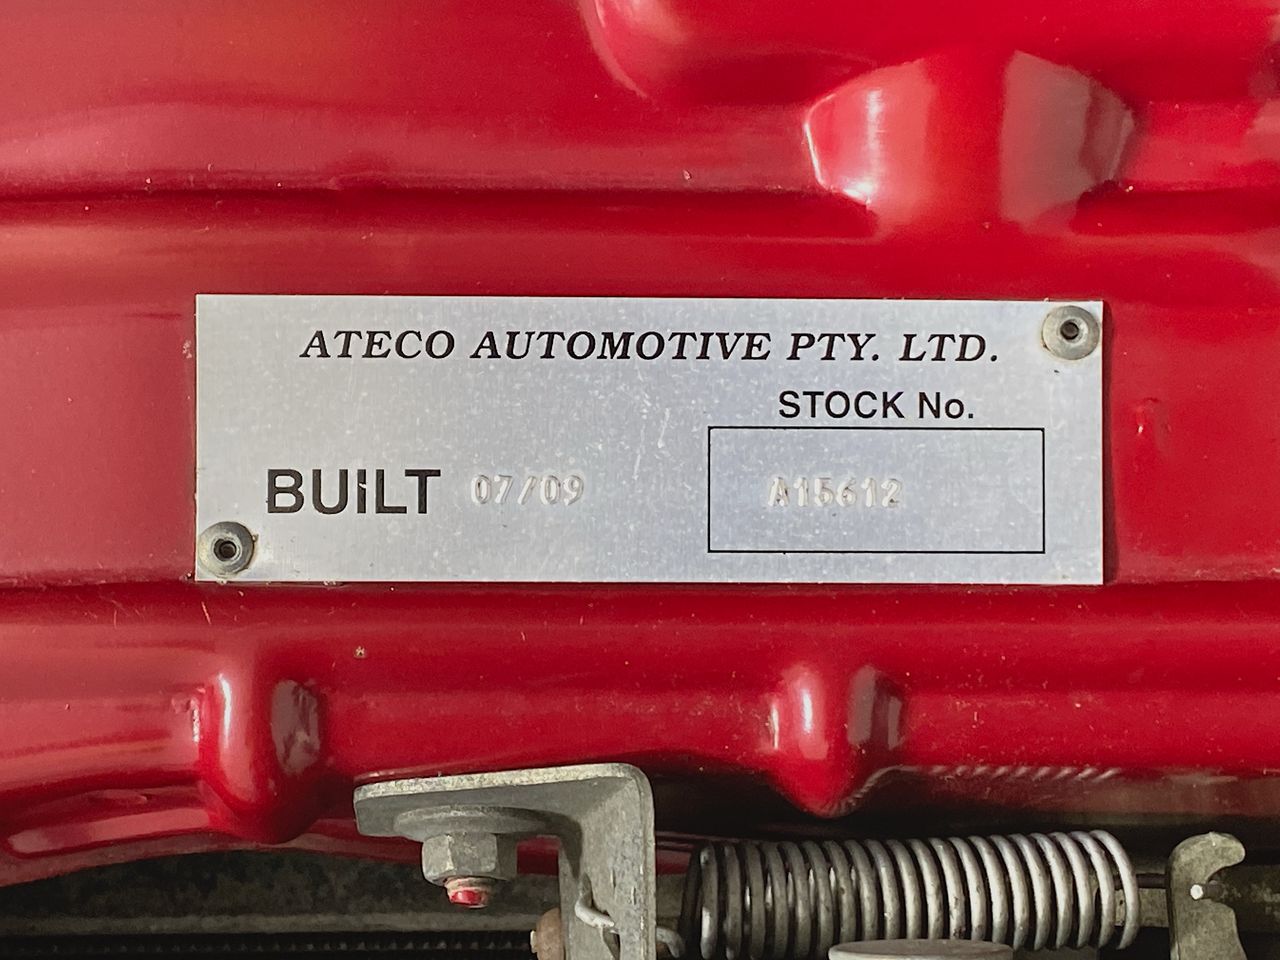 ATECO AUTOMOTIVE PTY. LTD.
STOCK No.
BUILT 07/09
A15612